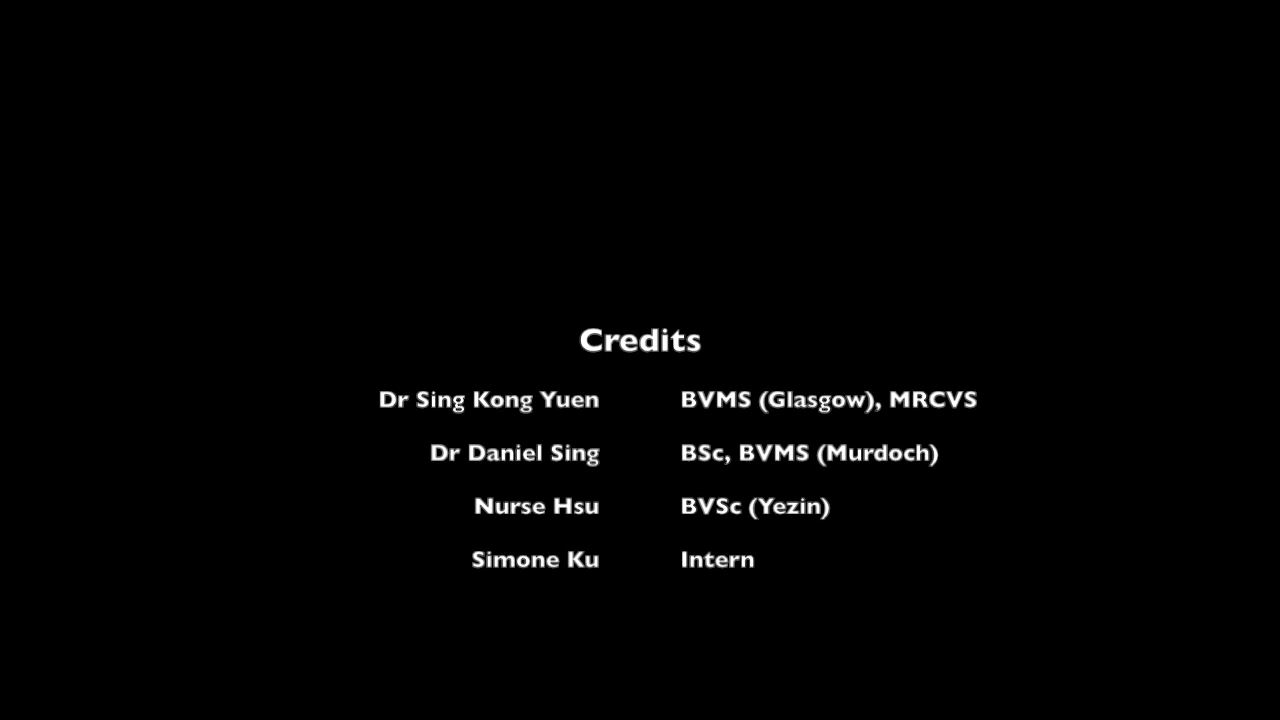 Credits
Dr Sing Kong Yuen BVMS (Glasgow), MRCVS
Dr Daniel Sing BSc, BVMS (Murdoch)
Nurse Hsu BVSc (Yezin)
Simone Ku Intern